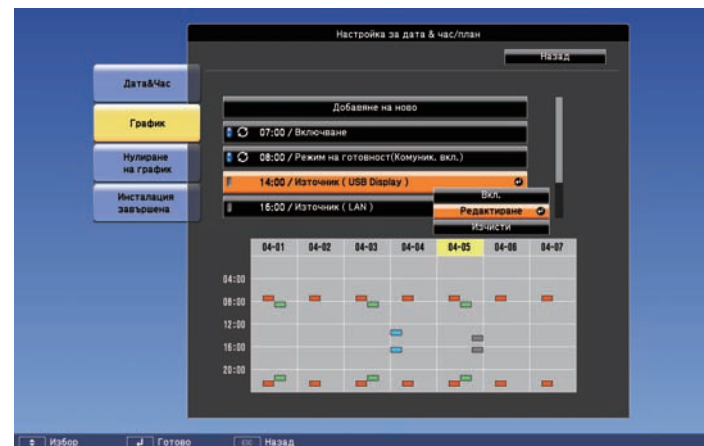 Настройка за дата & час/план
Назад
Дата&Час
График
Нулиране
на график
Инсталация
завършена
Добавяне на ново
07:00 / Включване
08:00 / Режим на готовност(Комуник. вкл.)
14:00 / Източник ( USB Display )
16:00 / Източник ( LAN )
Вкл.
Редактиране
Изчисти
04-01 04-02 04-03 04-04 04-05 04-06 04-07
04:00
08:00
12:00
16:00
20:00
Избор Готово Esc Назад